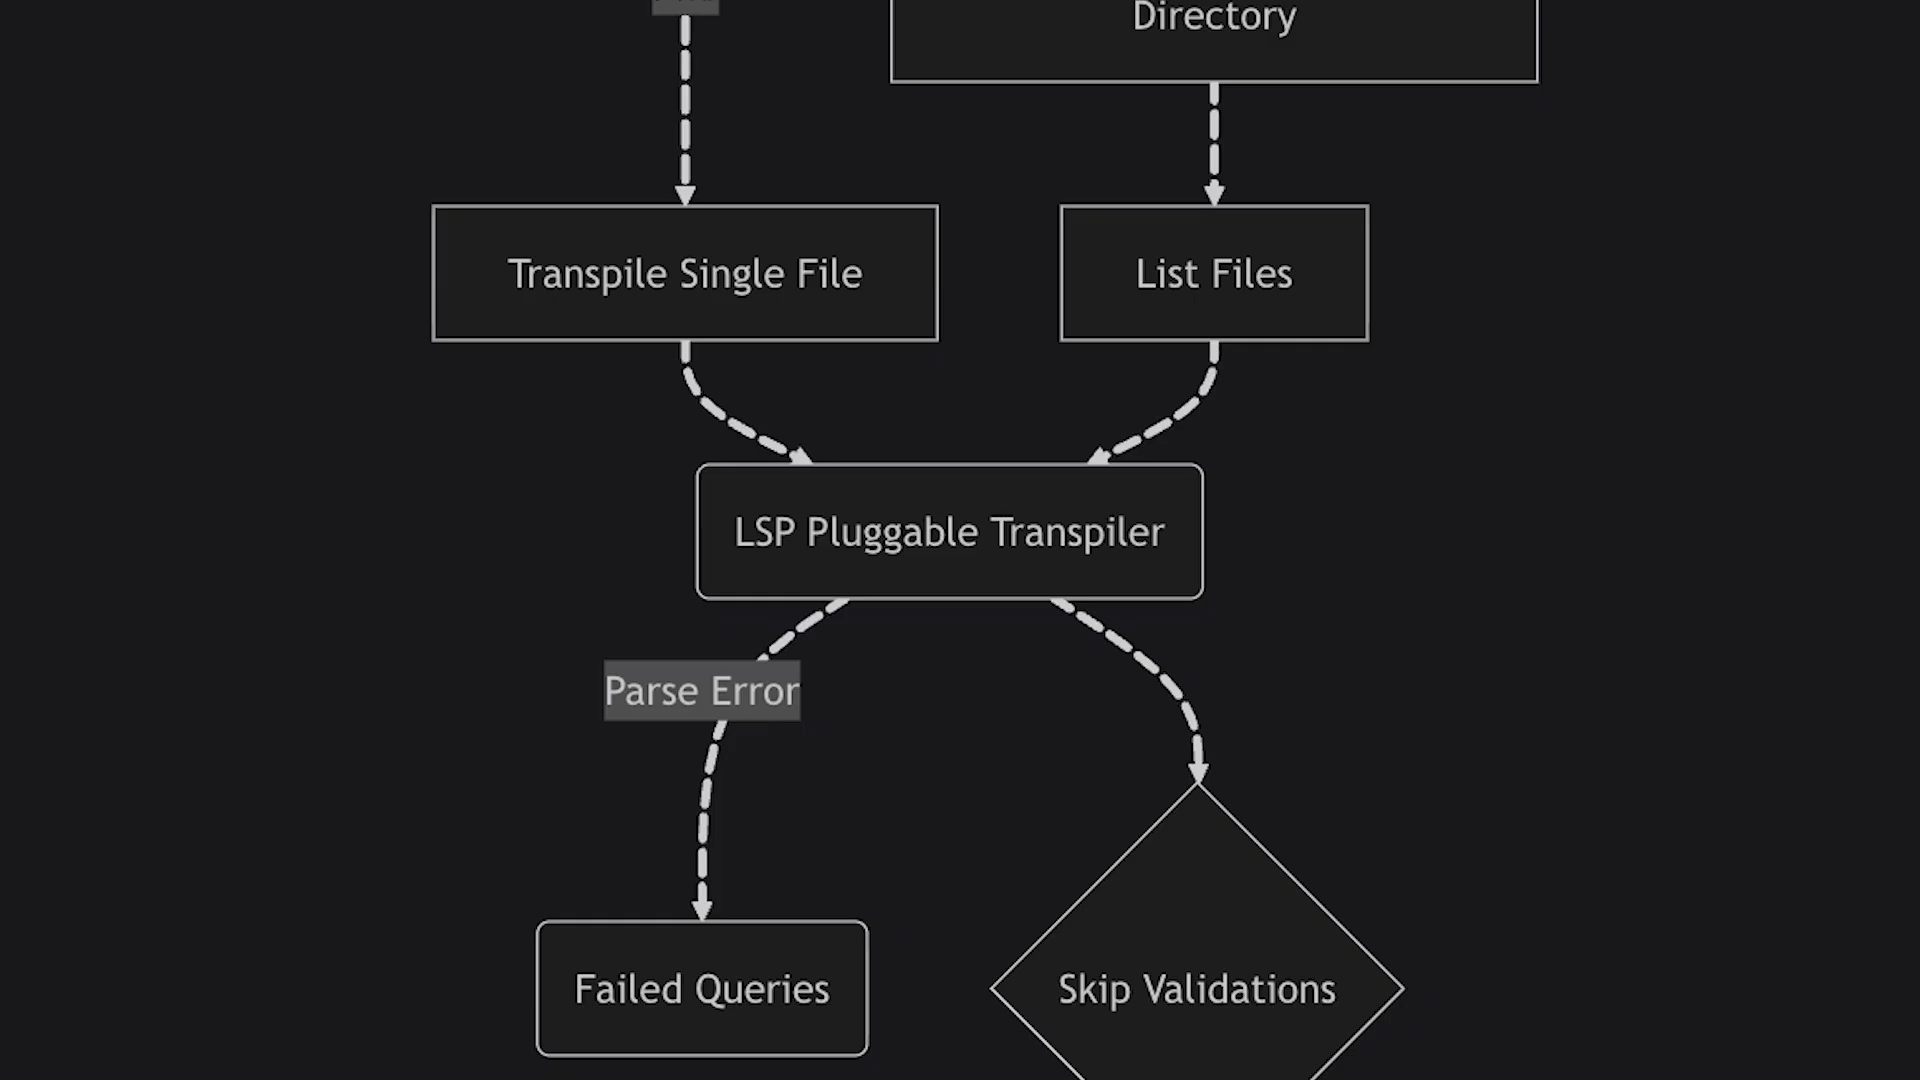 Directory
Transpile Single File
List Files
LSP Pluggable Transpiler
Parse Error
Failed Queries
Skip Validations